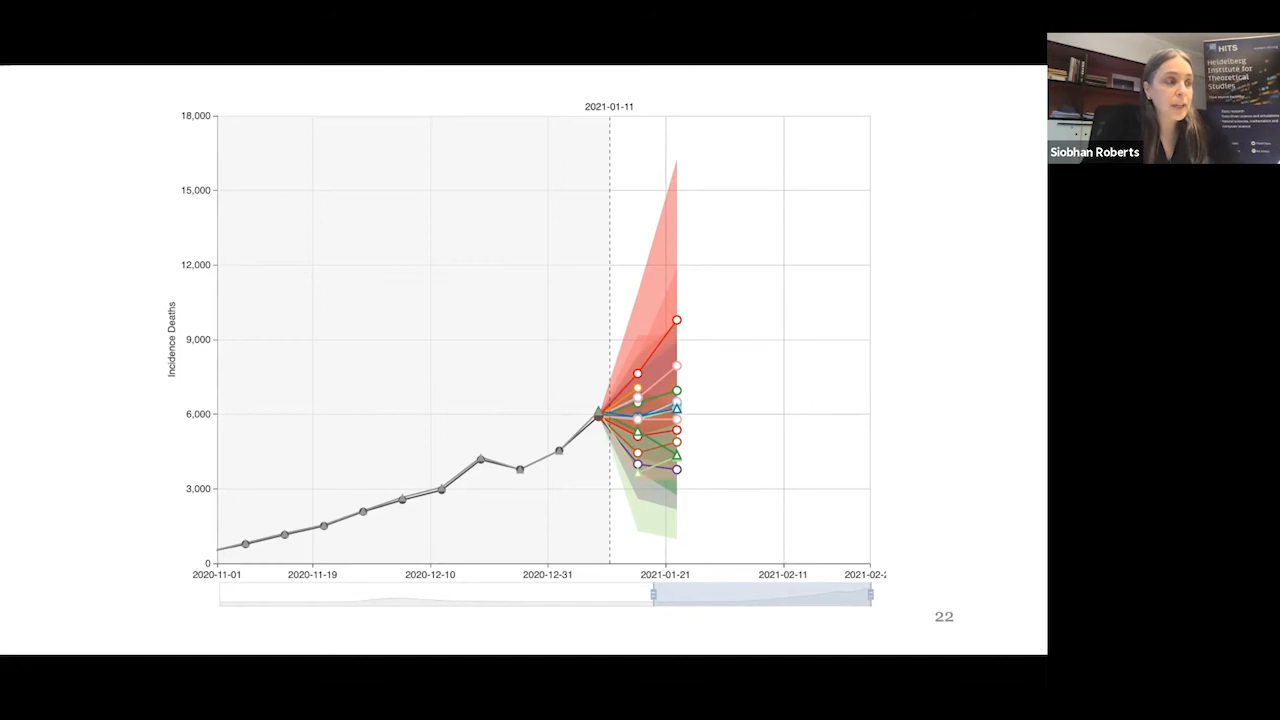 2021-01-11
18,000
15,000
12,000
9,000
6,000
3,000
0
Incidence Deaths
2020-11-01
2020-11-19
2020-12-10
2020-12-31
2021-01-21
2021-02-11
2021-02-
22
HITS
Heidelberg
Institute for
Theoretical
Studies
Siobhan Roberts